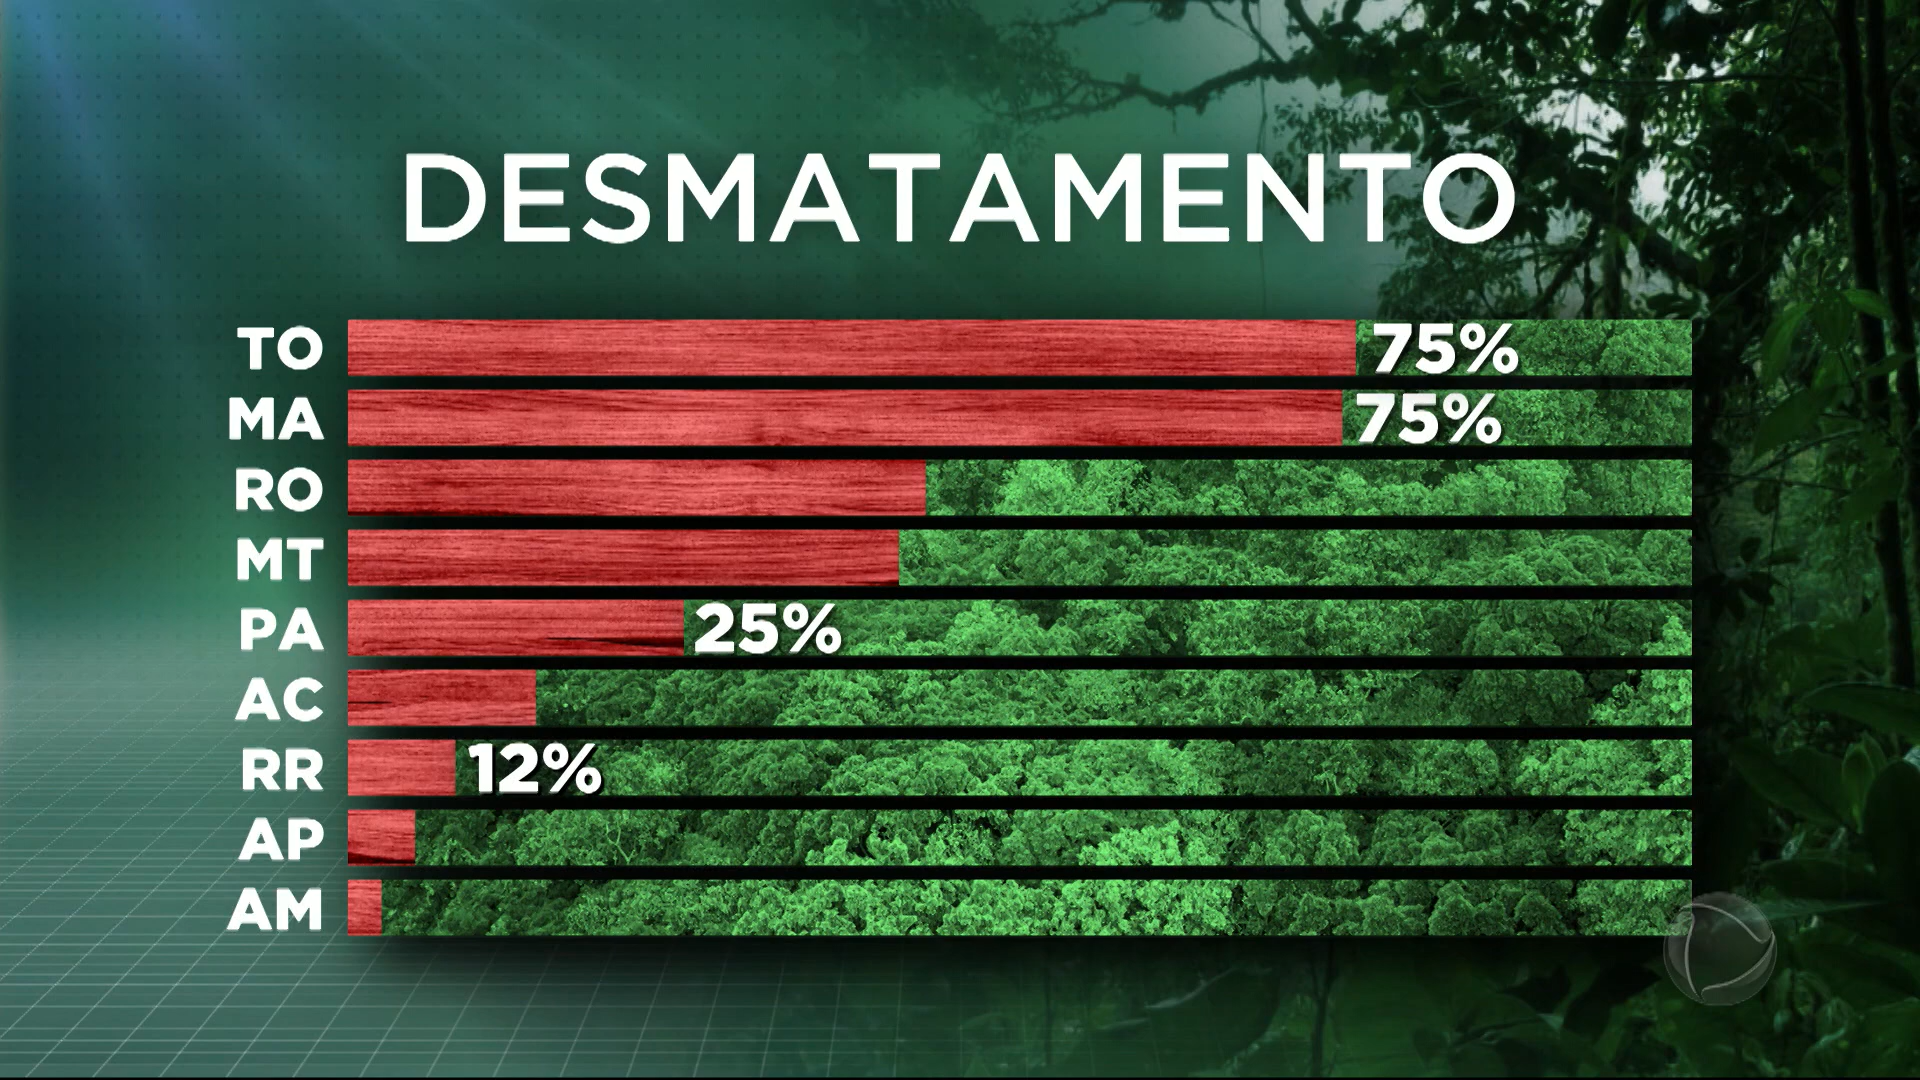 DESMATAMENTO
TO 75%
MA 75%
RO
MT
PA 25%
AC
RR 12%
AP
AM